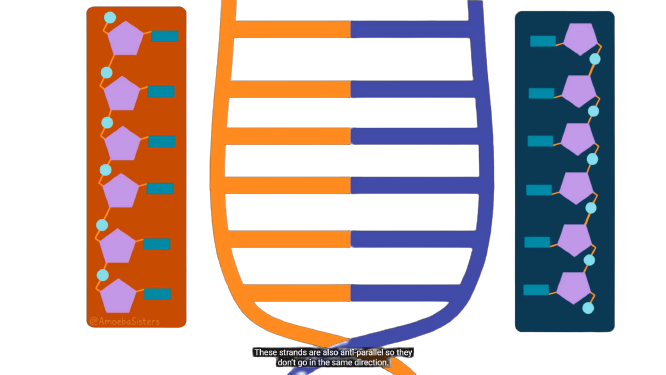 @AmoebaSisters
These strands are also anti-parallel so they
don't go in the same direction.